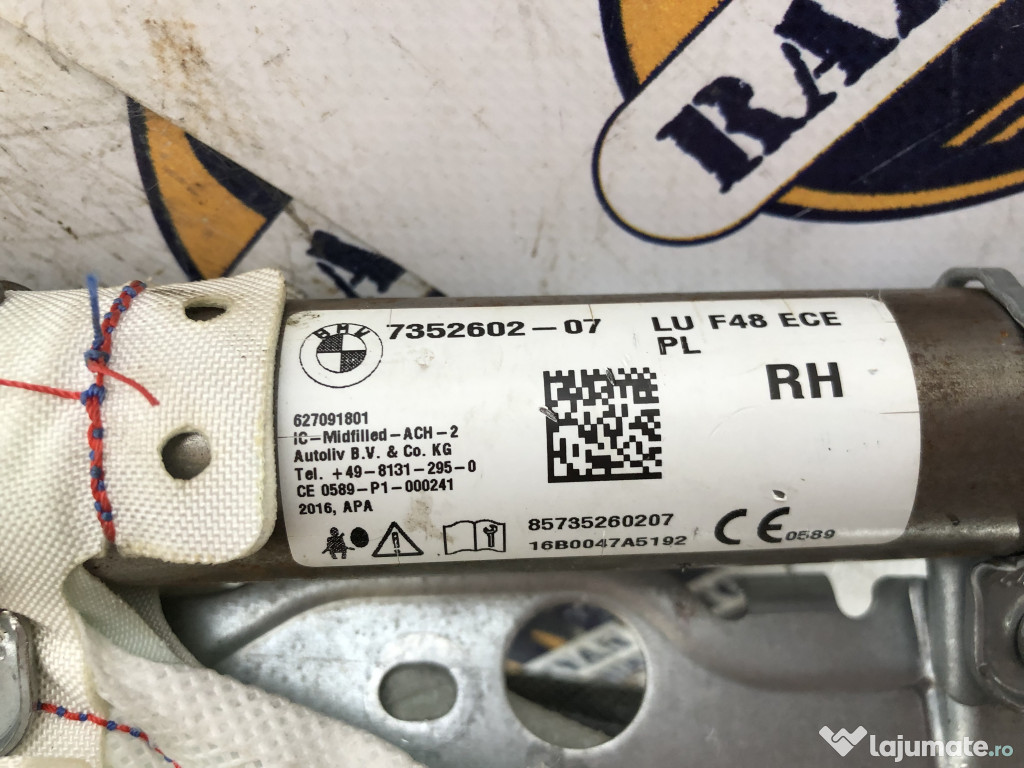 BMW
7352602-07
LU F48 ECE
PL
RH
627091801
IC-Midfilled-ACH-2
Autoliv B.V. & Co. KG
Tel. +49-8131-295-0
CE 0589-P1-000241
2016, APA
85735260207
16B0047A5192
CE 0589
lajumate.ro